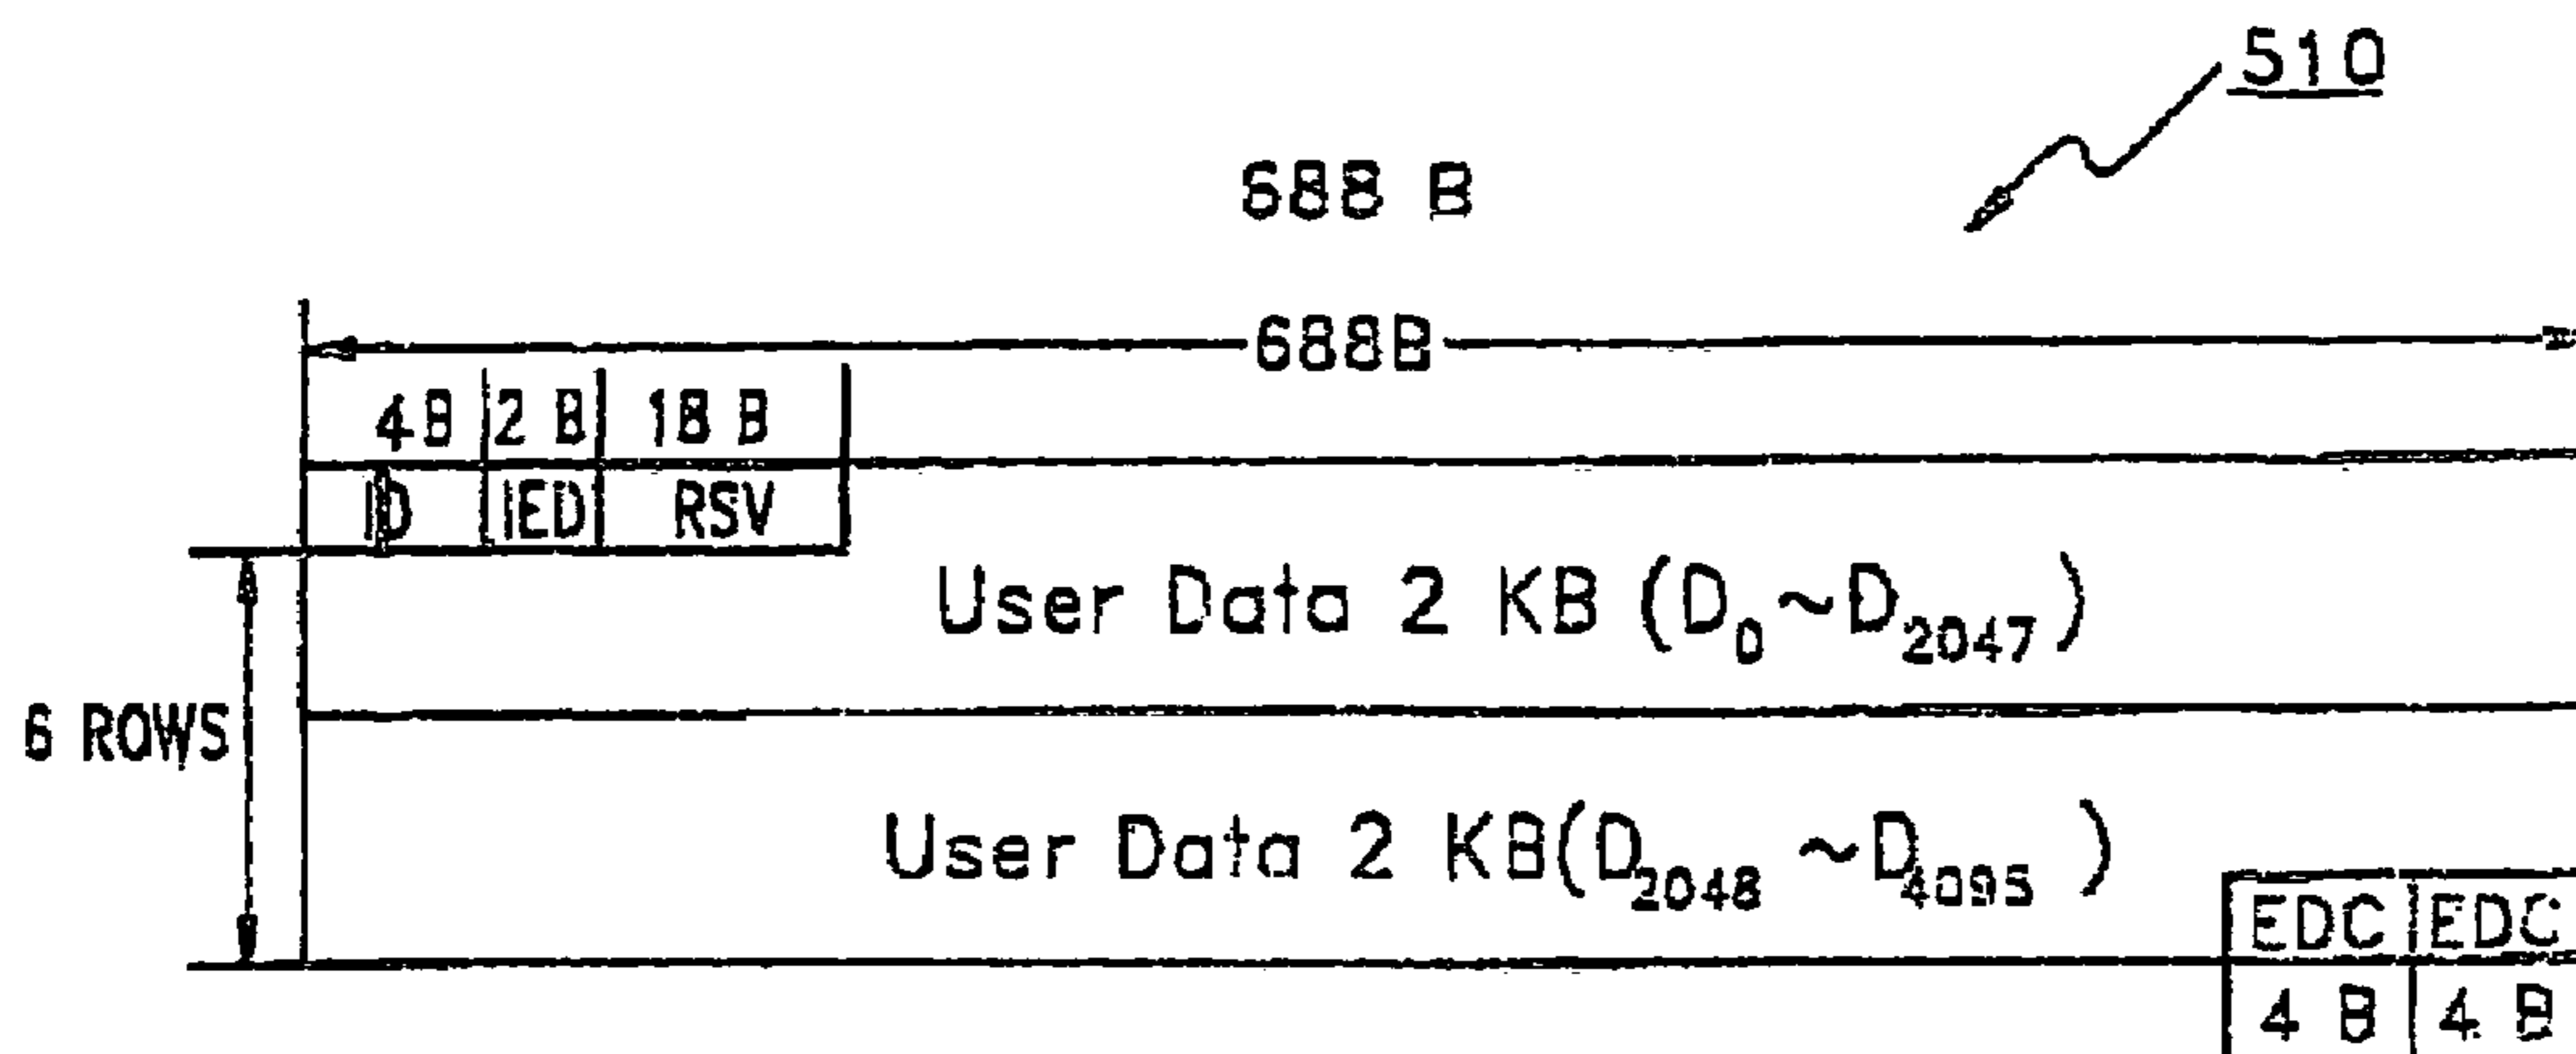 510
688 B
688B
4B 2 B 18 B
ID IED RSV
User Data 2 KB (D₀~D₂₀₄₇)
6 ROWS
User Data 2 KB(D₂₀₄₈ ~D₄₀₉₅ )
EDC EDC
4 B 4 B